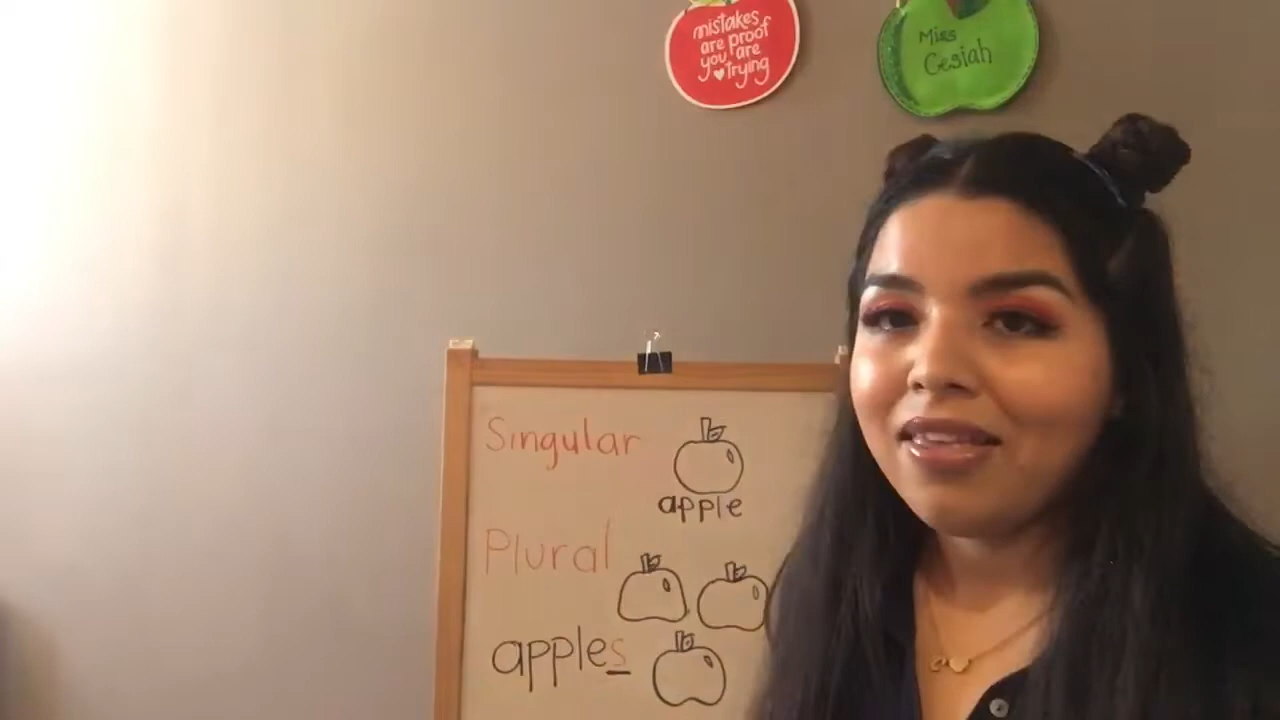 mistakes
are proof
you are
trying
Miss
Cesiah
Singular
apple
Plural
apples